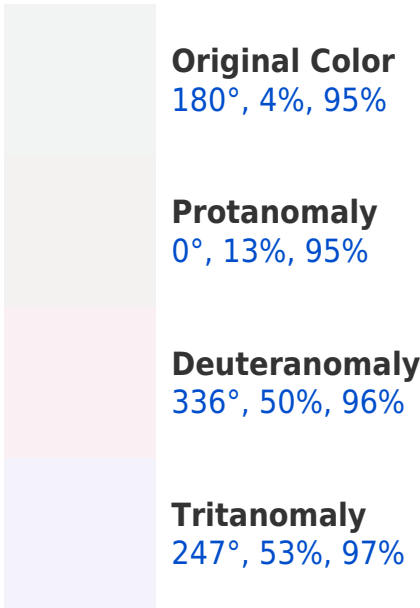 Original Color
180°, 4%, 95%
Protanomaly
0°, 13%, 95%
Deuteranomaly
336°, 50%, 96%
Tritanomaly
247°, 53%, 97%